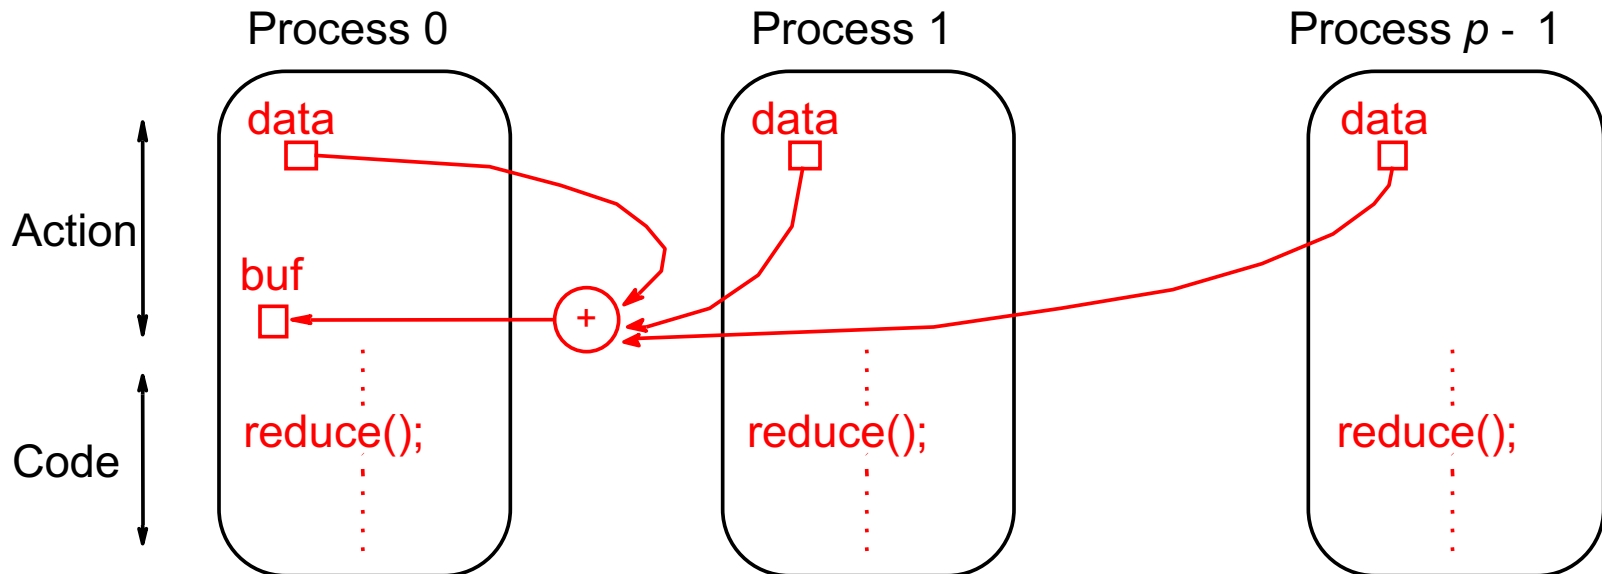 Process 0 Process 1 Process p - 1
data data data
Action
buf
+
reduce(); reduce(); reduce();
Code